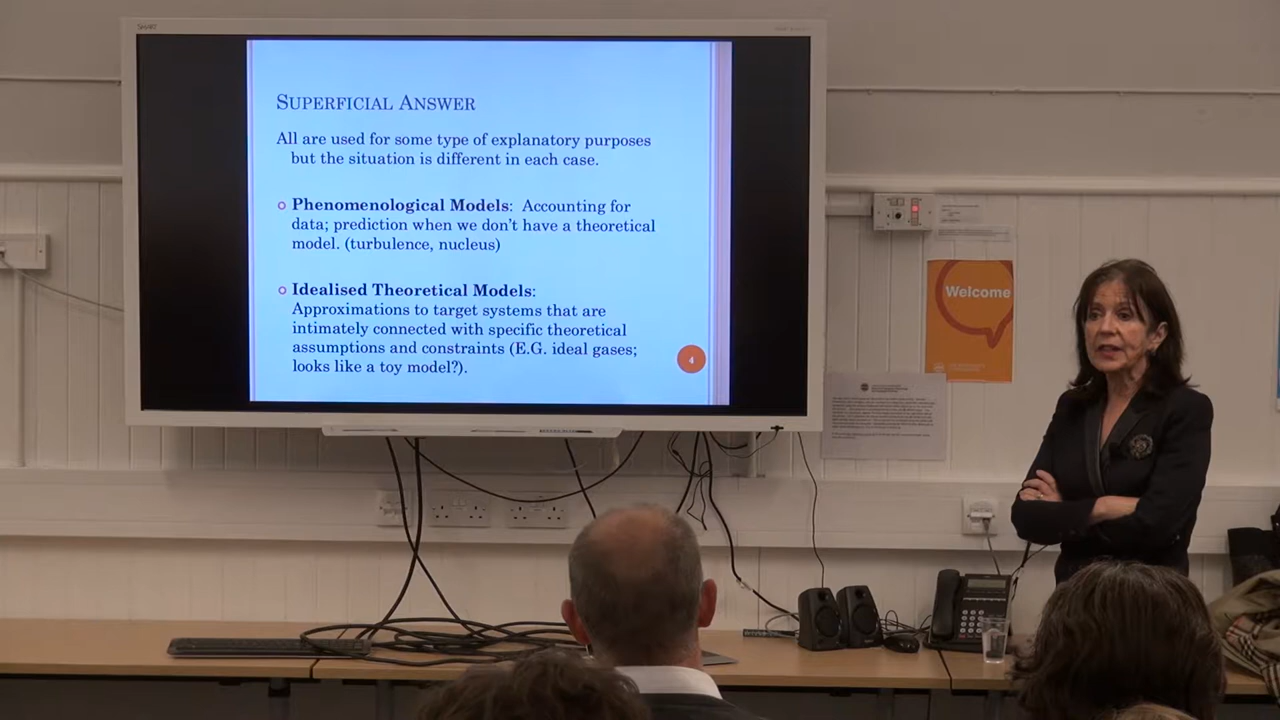 SMART
SUPERFICIAL ANSWER
All are used for some type of explanatory purposes
but the situation is different in each case.
Phenomenological Models: Accounting for
data; prediction when we don't have a theoretical
model. (turbulence, nucleus)
Idealised Theoretical Models:
Approximations to target systems that are
intimately connected with specific theoretical
assumptions and constraints (E.G. ideal gases;
looks like a toy model?).
4
Welcome